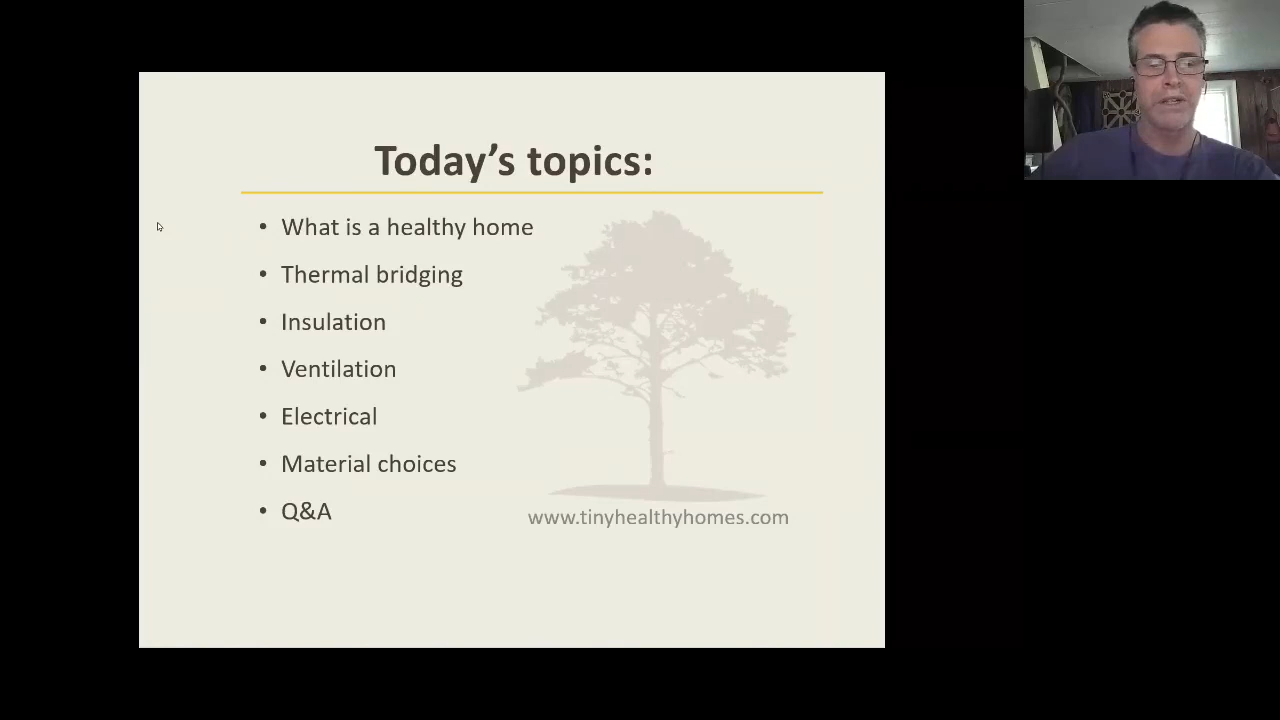 Today’s topics:
• What is a healthy home
• Thermal bridging
• Insulation
• Ventilation
• Electrical
• Material choices
• Q&A
www.tinyhealthyhomes.com